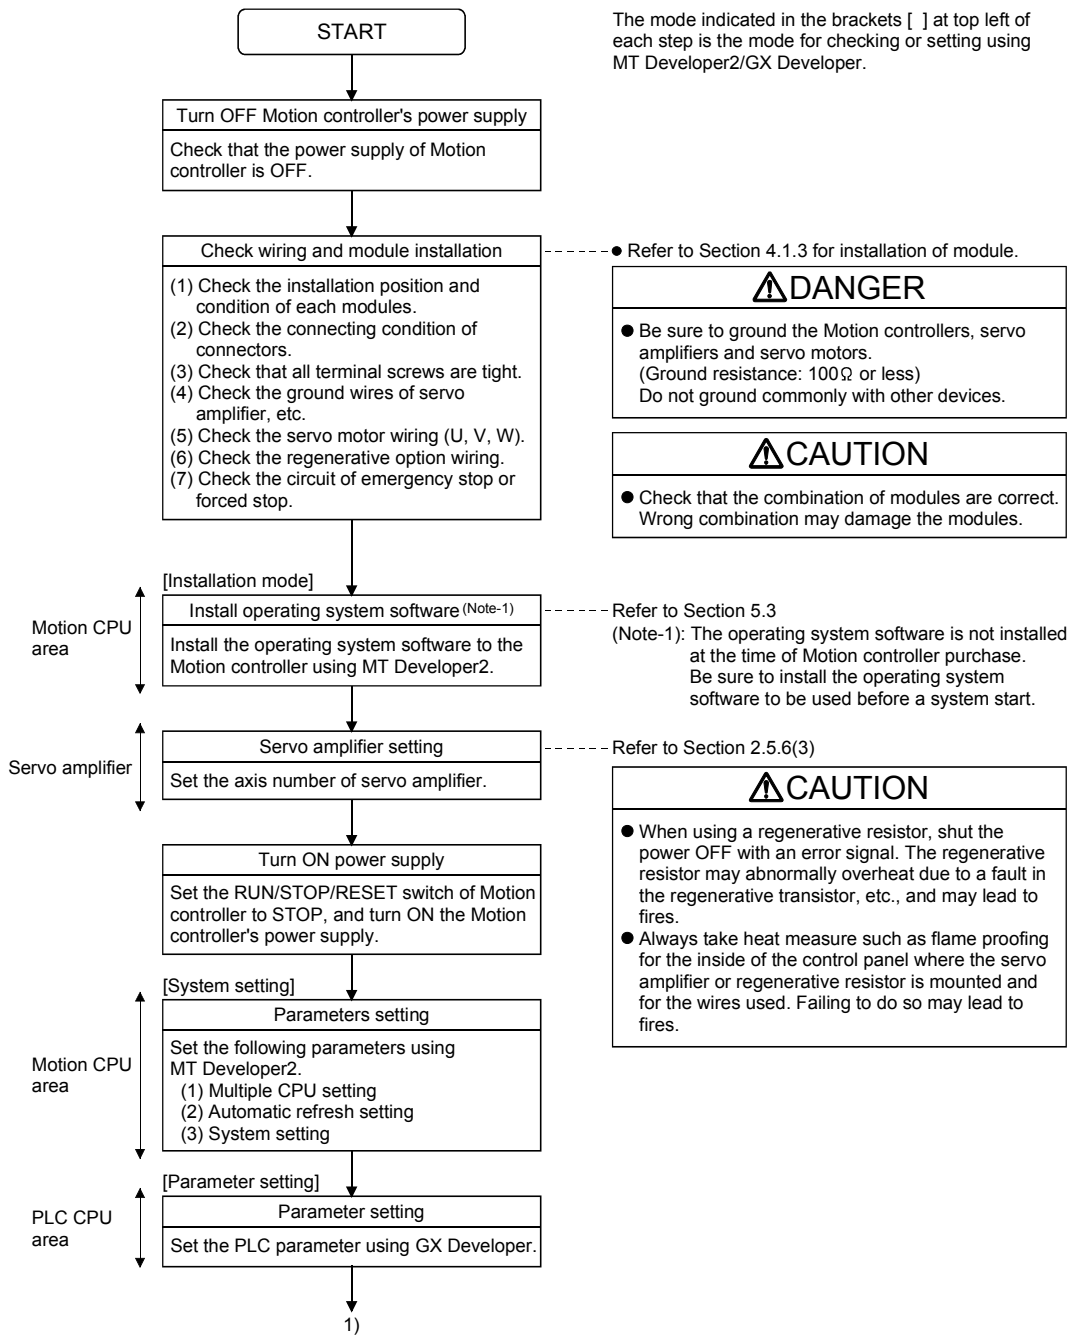 START
The mode indicated in the brackets [ ] at top left of
each step is the mode for checking or setting using
MT Developer2/GX Developer.
Turn OFF Motion controller's power supply
Check that the power supply of Motion
controller is OFF.
Check wiring and module installation
(1) Check the installation position and
condition of each modules.
(2) Check the connecting condition of
connectors.
(3) Check that all terminal screws are tight.
(4) Check the ground wires of servo
amplifier, etc.
(5) Check the servo motor wiring (U, V, W).
(6) Check the regenerative option wiring.
(7) Check the circuit of emergency stop or
forced stop.
● Refer to Section 4.1.3 for installation of module.
DANGER
● Be sure to ground the Motion controllers, servo
amplifiers and servo motors.
(Ground resistance: 100Ω or less)
Do not ground commonly with other devices.
CAUTION
● Check that the combination of modules are correct.
Wrong combination may damage the modules.
[Installation mode]
Motion CPU
area
Install operating system software (Note-1)
Install the operating system software to the
Motion controller using MT Developer2.
Refer to Section 5.3
(Note-1): The operating system software is not installed
at the time of Motion controller purchase.
Be sure to install the operating system
software to be used before a system start.
Servo amplifier
Servo amplifier setting
Set the axis number of servo amplifier.
Refer to Section 2.5.6(3)
CAUTION
● When using a regenerative resistor, shut the
power OFF with an error signal. The regenerative
resistor may abnormally overheat due to a fault in
the regenerative transistor, etc., and may lead to
fires.
● Always take heat measure such as flame proofing
for the inside of the control panel where the servo
amplifier or regenerative resistor is mounted and
for the wires used. Failing to do so may lead to
fires.
Turn ON power supply
Set the RUN/STOP/RESET switch of Motion
controller to STOP, and turn ON the Motion
controller's power supply.
[System setting]
Motion CPU
area
Parameters setting
Set the following parameters using
MT Developer2.
(1) Multiple CPU setting
(2) Automatic refresh setting
(3) System setting
[Parameter setting]
PLC CPU
area
Parameter setting
Set the PLC parameter using GX Developer.
1)